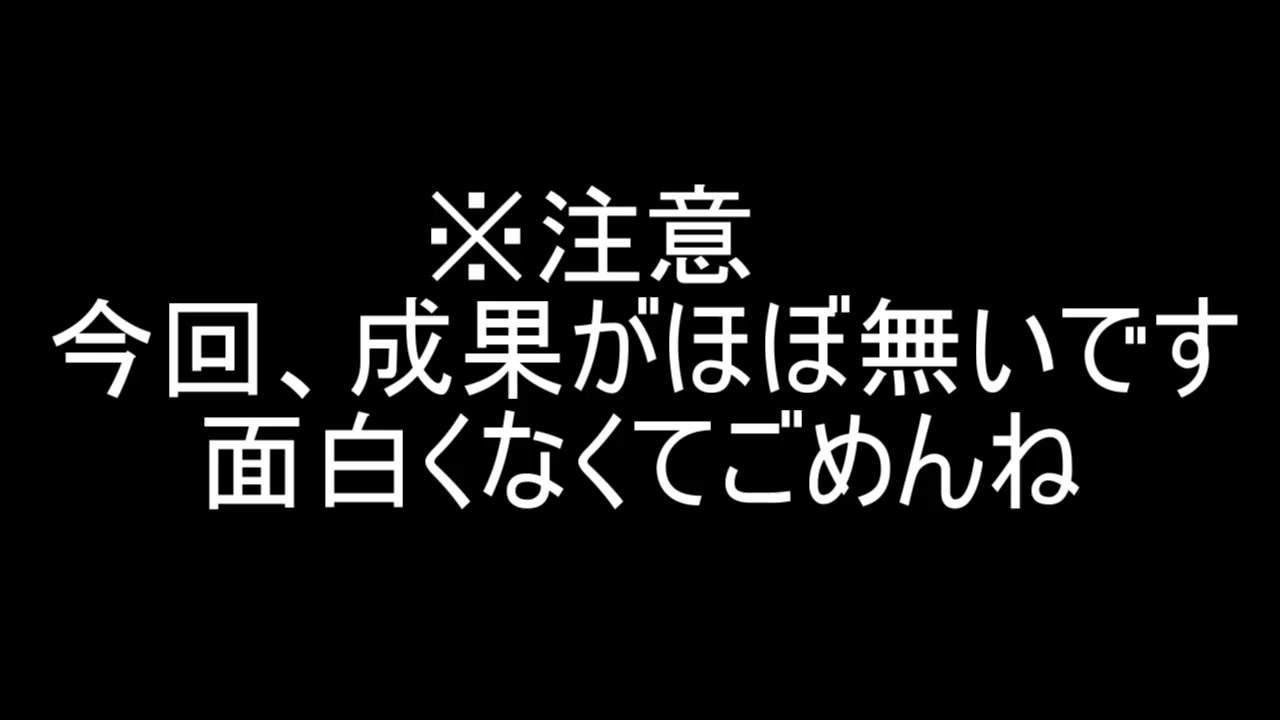 ※注意
今回、成果がほぼ無いです
面白くなくてごめんね